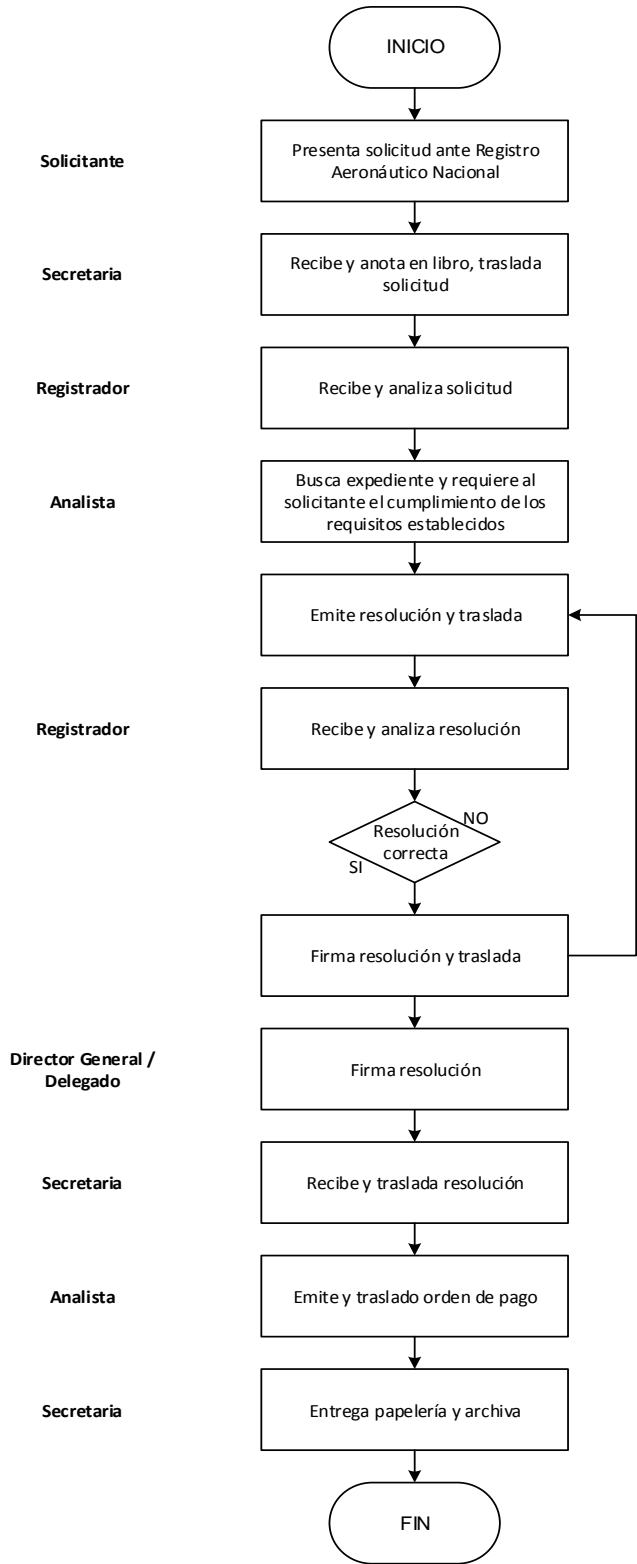 INICIO
Solicitante
Presenta solicitud ante Registro
Aeronáutico Nacional
Secretaria
Recibe y anota en libro, traslada
solicitud
Registrador
Recibe y analiza solicitud
Analista
Busca expediente y requiere al
solicitante el cumplimiento de los
requisitos establecidos
Emite resolución y traslada
Registrador
Recibe y analiza resolución
Resolución
correcta
NO
SI
Firma resolución y traslada
Director General /
Delegado
Firma resolución
Secretaria
Recibe y traslada resolución
Analista
Emite y traslado orden de pago
Secretaria
Entrega papelería y archiva
FIN